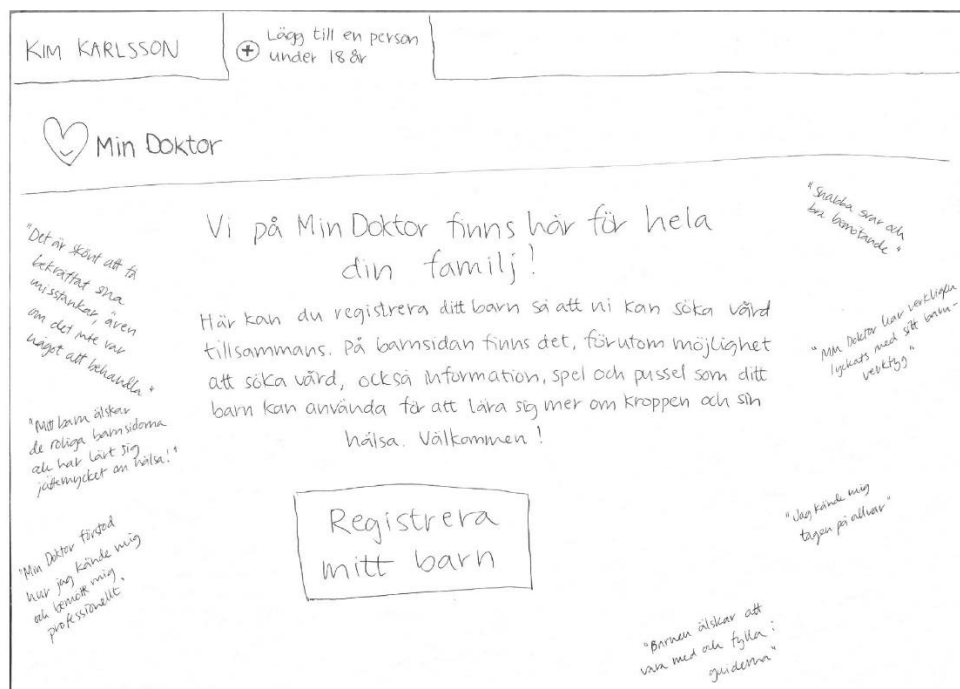 KIM KARLSSON
Lägg till en person
under 18 år
Min Doktor
Vi på Min Doktor finns här för hela
din familj!
Här kan du registrera ditt barn så att ni kan söka vård
tillsammans. På barnsidan finns det, förutom möjlighet
att söka vård, också information, spel och pussel som ditt
barn kan använda för att lära sig mer om kroppen och sin
hälsa. Välkommen!
Registrera
mitt barn
"Det är skönt att få
bekräftat sina
misstankar, även
om det inte var
något att behandla"
"Mitt barn älskar
de roliga barnsidorna
och har lärt sig
jättemycket om hälsa!"
"Min Doktor förstod
hur jag kände mig
och bemötte mig
professionellt"
"Snabba svar och
bra bemötande"
"Min Doktor har verkligen
lyckats med sitt barn-
verktyg"
"Jag kände mig
tagen på allvar"
"Barnen älskar att
vara med och fylla i
guiderna"